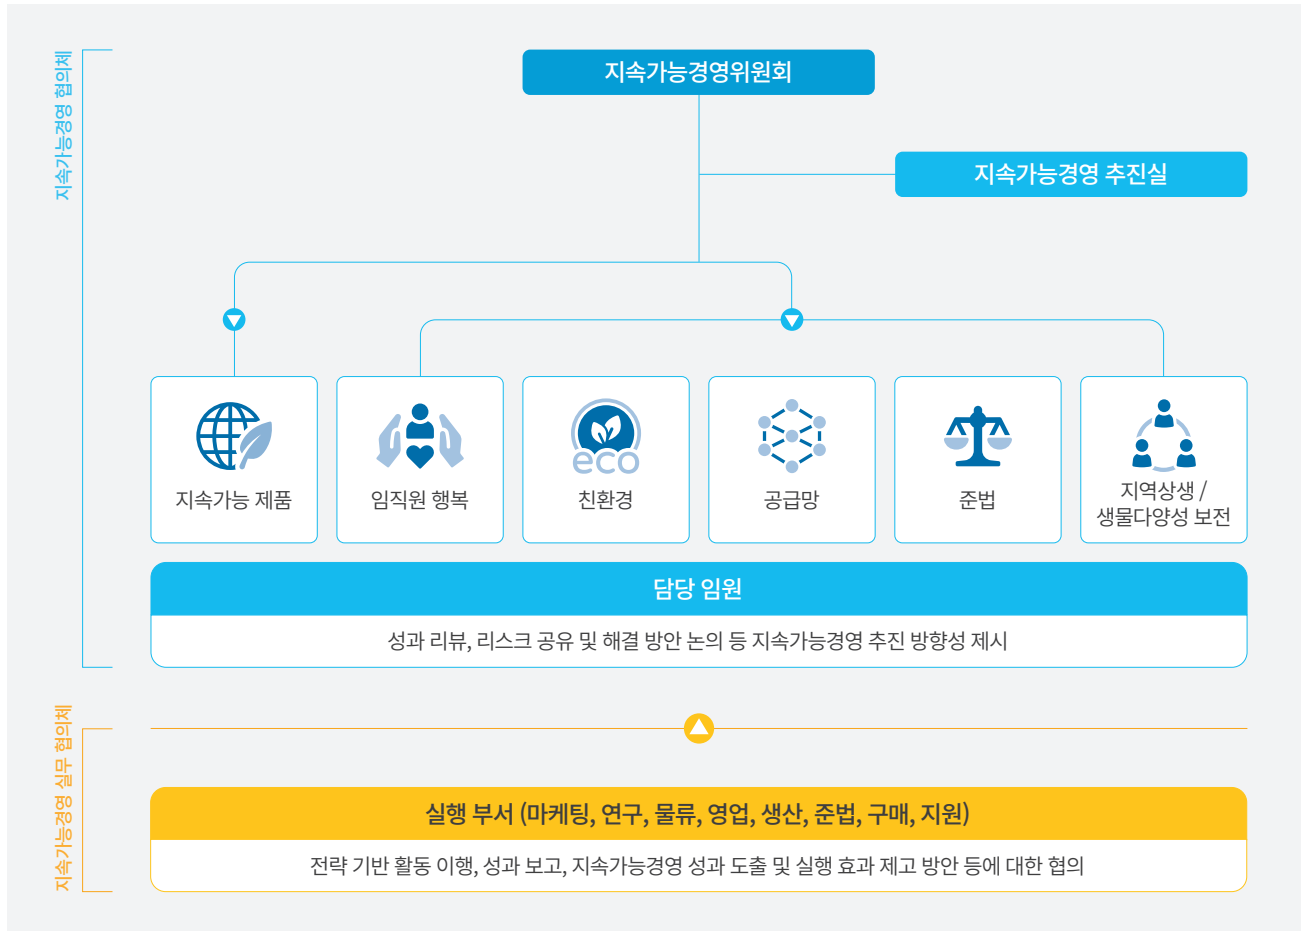 지속가능경영 협의체
지속가능경영위원회
지속가능경영 추진실
지속가능 제품
임직원 행복
eco
친환경
공급망
준법
지역상생 /
생물다양성 보전
담당 임원
성과 리뷰, 리스크 공유 및 해결 방안 논의 등 지속가능경영 추진 방향성 제시
지속가능경영 실무 협의체
실행 부서 (마케팅, 연구, 물류, 영업, 생산, 준법, 구매, 지원)
전략 기반 활동 이행, 성과 보고, 지속가능경영 성과 도출 및 실행 효과 제고 방안 등에 대한 협의